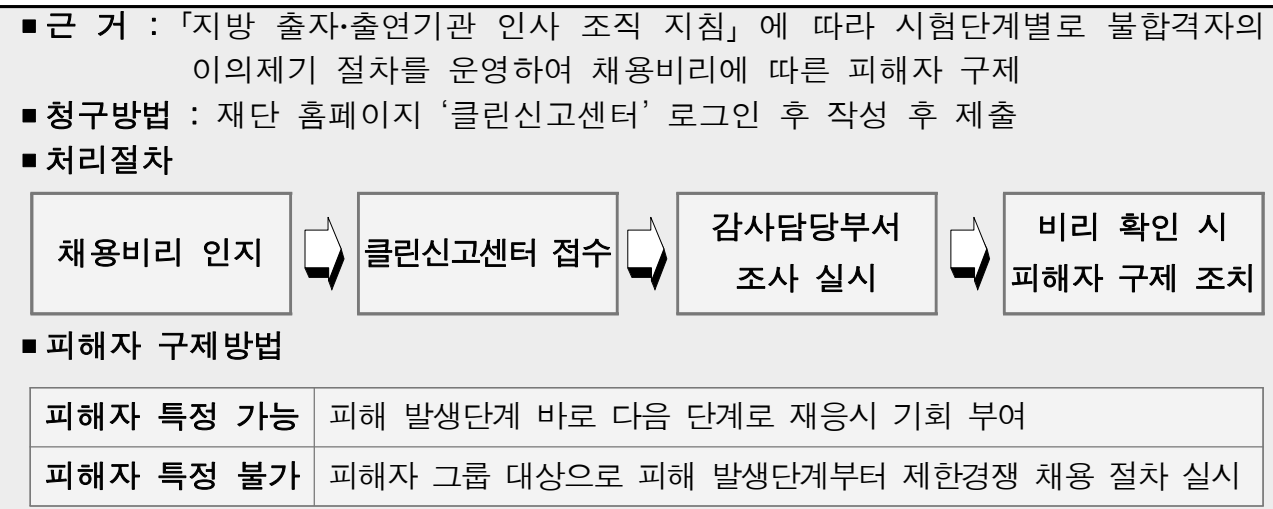 ■ 근 거 : 「지방 출자·출연기관 인사 조직 지침」에 따라 시험단계별로 불합격자의
이의제기 절차를 운영하여 채용비리에 따른 피해자 구제
■ 청구방법 : 재단 홈페이지 ‘클린신고센터’ 로그인 후 작성 후 제출
■ 처리절차
채용비리 인지
클린신고센터 접수
감사담당부서
조사 실시
비리 확인 시
피해자 구제 조치
■ 피해자 구제방법
피해자 특정 가능 피해 발생단계 바로 다음 단계로 재응시 기회 부여
피해자 특정 불가 피해자 그룹 대상으로 피해 발생단계부터 제한경쟁 채용 절차 실시